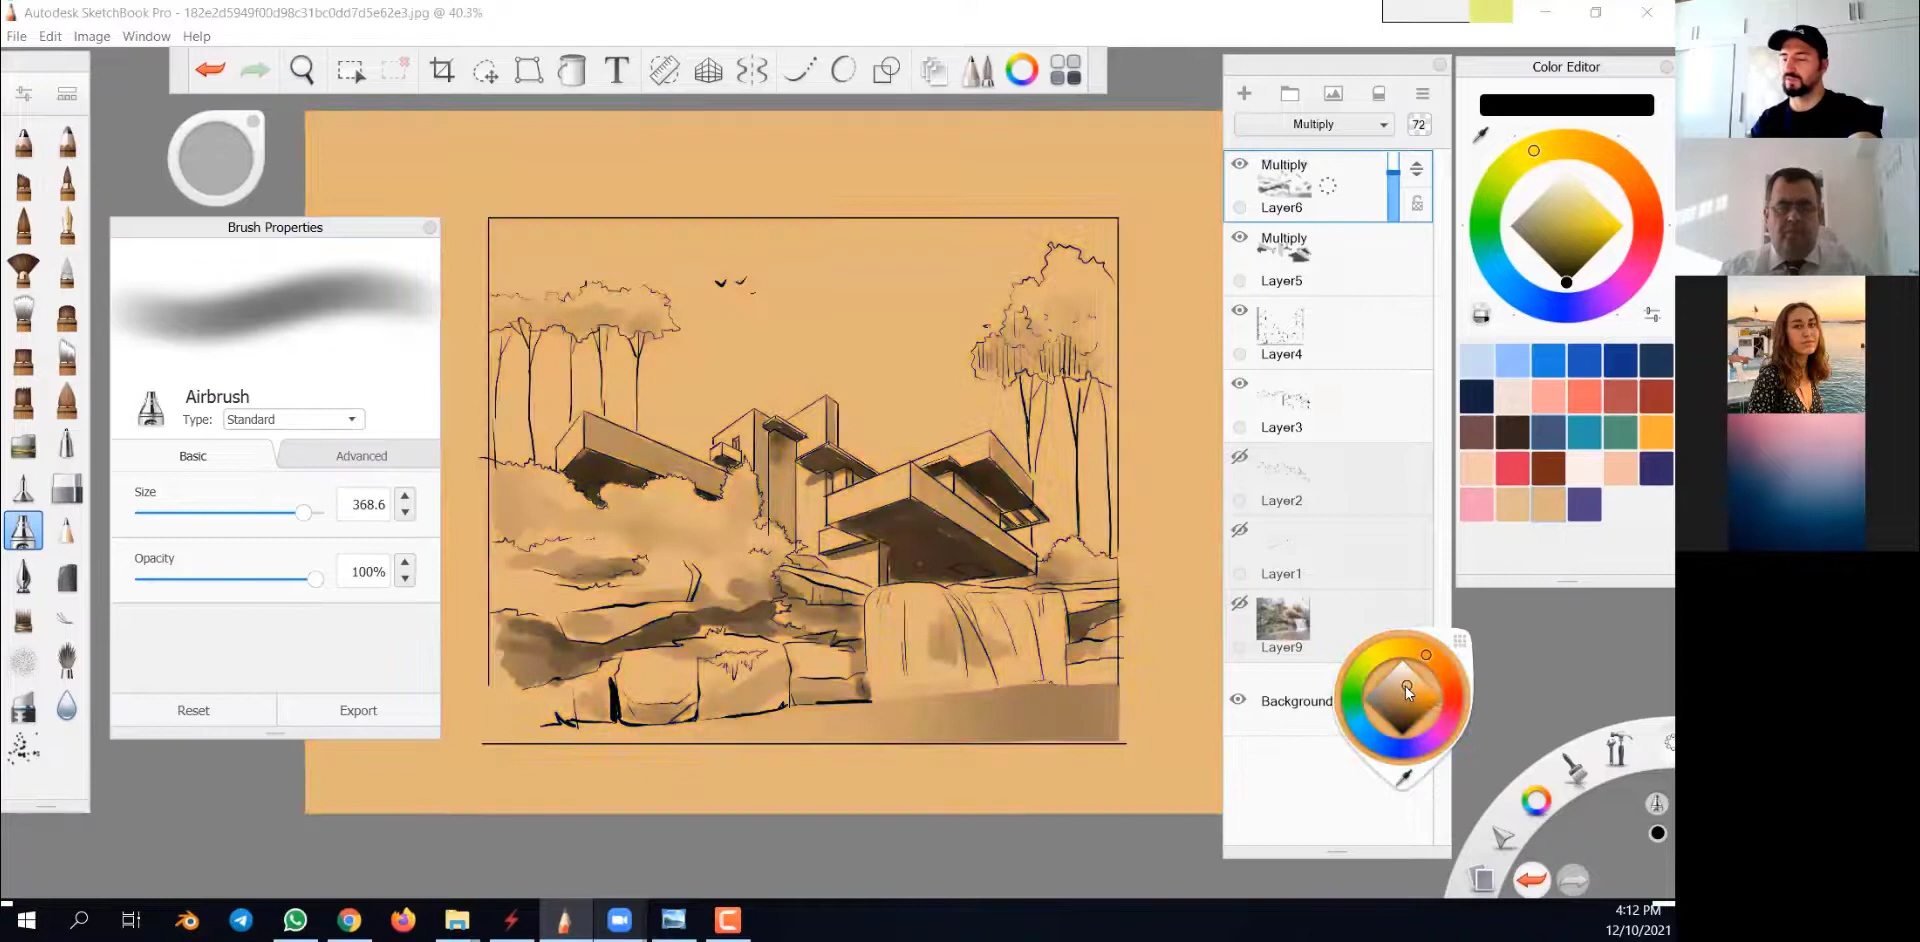 Autodesk SketchBook Pro - 182e2d5949f00d98c31bc0dd7d5e62e3.jpg @ 40.3%
File Edit Image Window Help
T
Brush Properties
Airbrush
Type: Standard
Basic Advanced
Size
368.6
Opacity
100%
Reset Export
Multiply 72
Multiply
Layer6
Multiply
Layer5
Layer4
Layer3
Layer2
Layer1
Layer9
Background
Color Editor
4:12 PM
12/10/2021